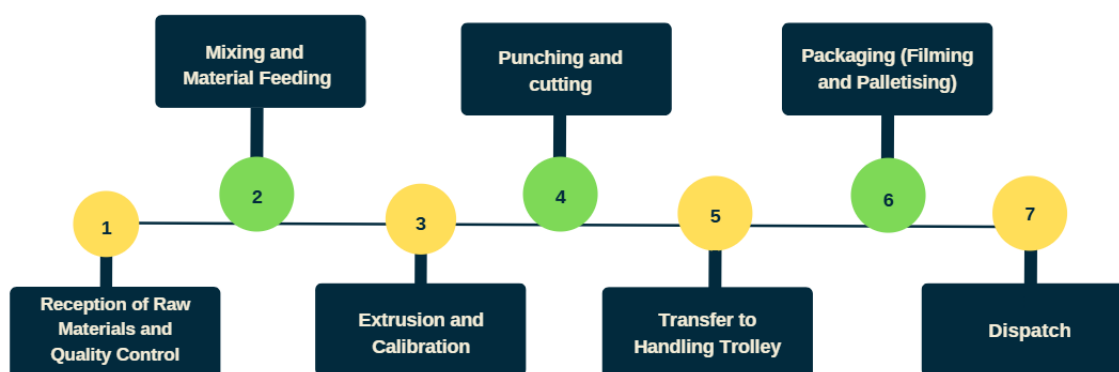 1
Reception of Raw
Materials and
Quality Control
2
Mixing and
Material Feeding
3
Extrusion and
Calibration
4
Punching and
cutting
5
Transfer to
Handling Trolley
6
Packaging (Filming
and Palletising)
7
Dispatch